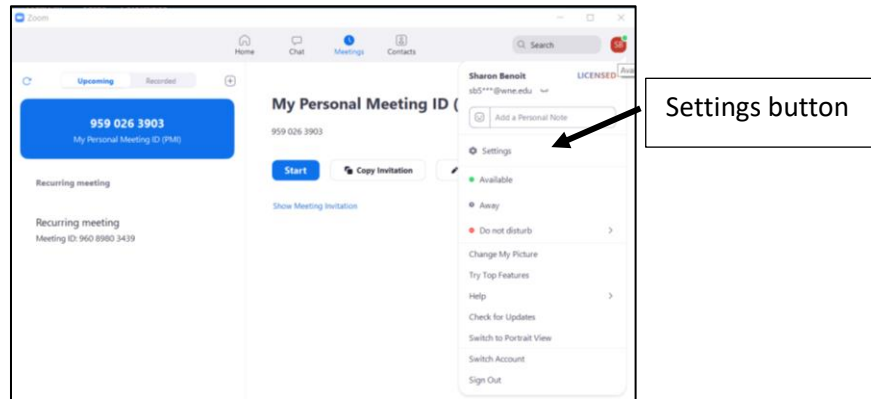 Zoom
Home Chat Meetings Contacts
Search
SB
Upcoming Recorded
959 026 3903
My Personal Meeting ID (PMI)
Recurring meeting
Recurring meeting
Meeting ID: 960 8980 3439
My Personal Meeting ID (
959 026 3903
Start Copy Invitation
Show Meeting Invitation
Sharon Benoit LICENSED
Ava
sb5***@wne.edu
Add a Personal Note
Settings
Available
Away
Do not disturb
Change My Picture
Try Top Features
Help
Check for Updates
Switch to Portrait View
Switch Account
Sign Out
Settings button